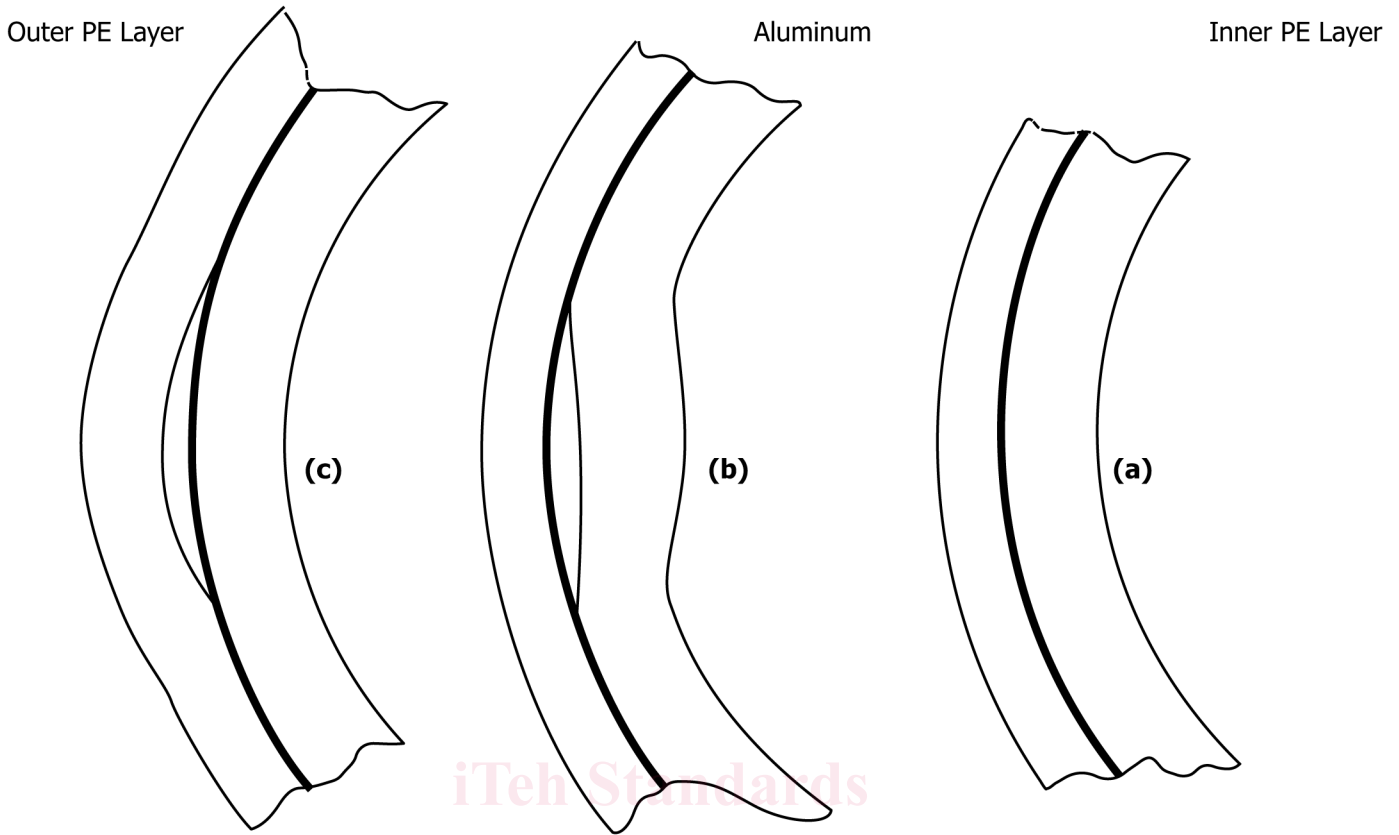 Outer PE Layer
Aluminum
Inner PE Layer
(c)
(b)
(a)
iTeh Standards